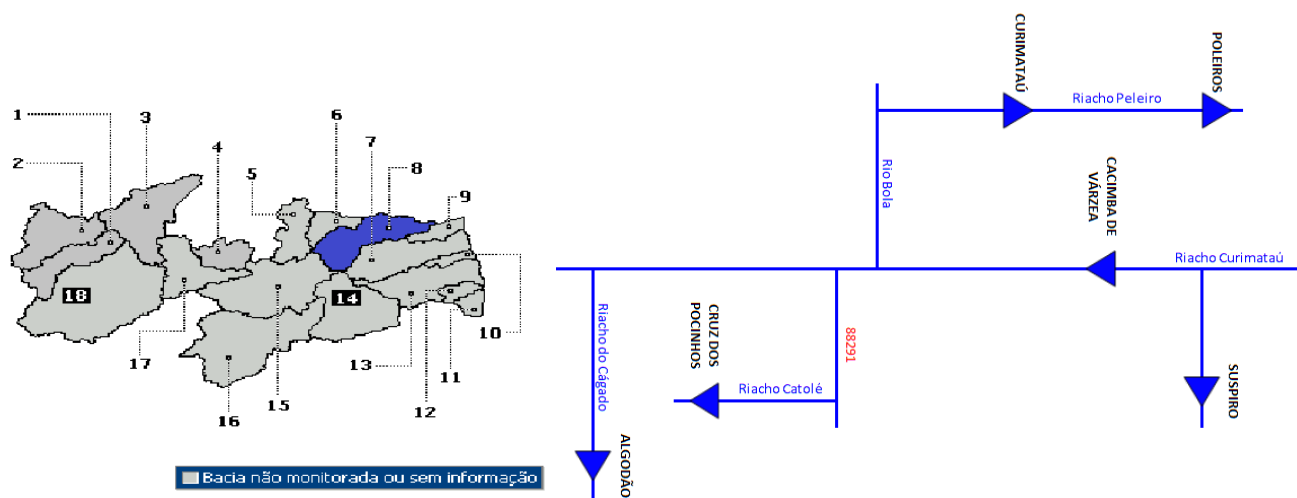 1
2
3
4
5
6
7
8
9
10
11
12
13
14
15
16
17
18
Bacia não monitorada ou sem informação
CURIMATAÚ
POLEIROS
Riacho Peleiro
Rio Bola
CACIMBA DE
VÁRZEA
Riacho Curimataú
Riacho do Cágado
CRUZ DOS
POCINHOS
88291
Riacho Catolé
SUSPIRO
ALGODÃO